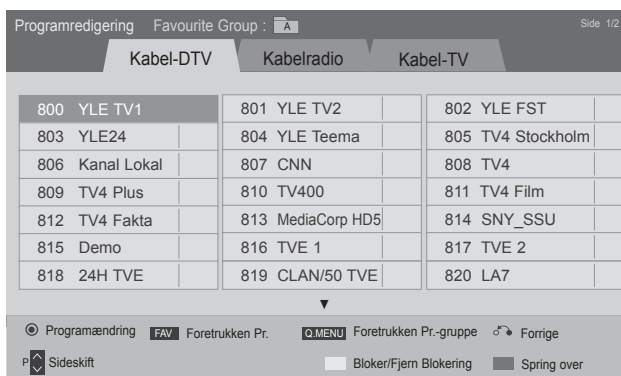 Programredigering Favourite Group : A Side 1/2
Kabel-DTV Kabelradio Kabel-TV
800 YLE TV1 801 YLE TV2 802 YLE FST
803 YLE24 804 YLE Teema 805 TV4 Stockholm
806 Kanal Lokal 807 CNN 808 TV4
809 TV4 Plus 810 TV400 811 TV4 Film
812 TV4 Fakta 813 MediaCorp HD5 814 SNY_SSU
815 Demo 816 TVE 1 817 TVE 2
818 24H TVE 819 CLAN/50 TVE 820 LA7
Programændring FAV Foretrukken Pr. Q.MENU Foretrukken Pr.-gruppe Forrige
P Sideskift Bloker/Fjern Blokering Spring over